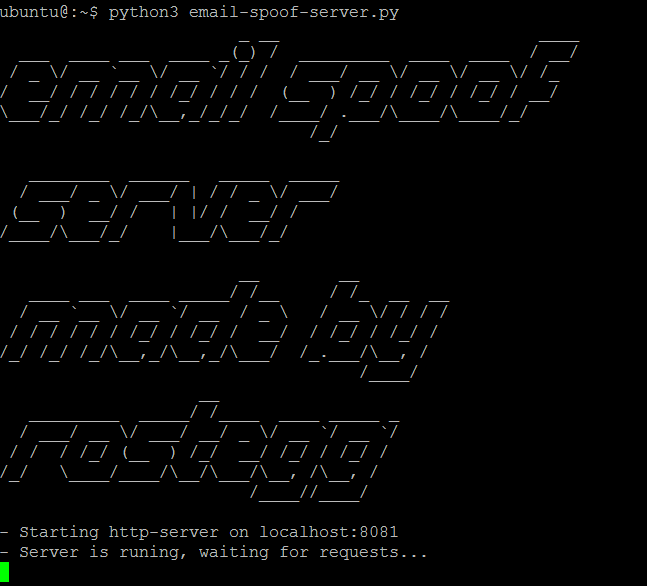 ubuntu@:~$ python3 email-spoof-server.py
email spoof
server
made by
rostegg
- Starting http-server on localhost:8081
- Server is runing, waiting for requests...